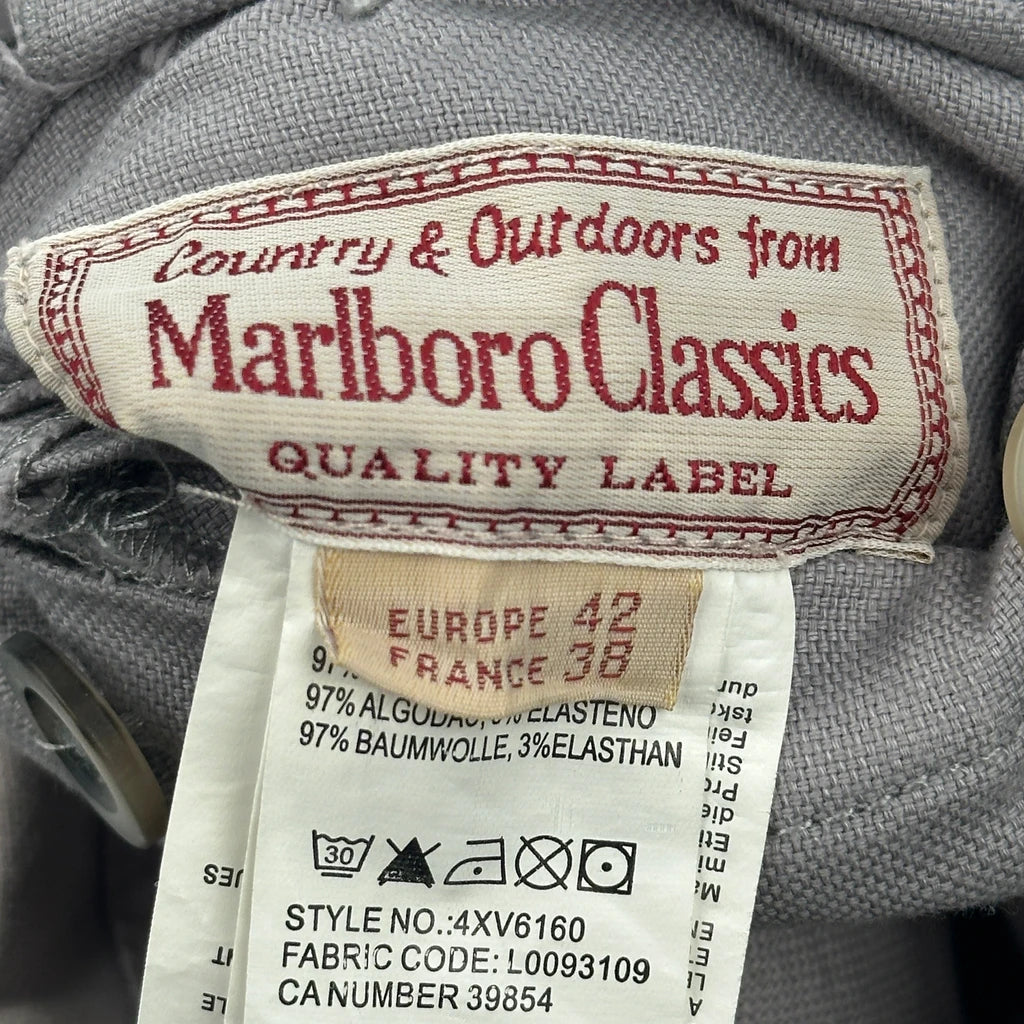 Country & Outdoors from
Marlboro Classics
QUALITY LABEL
EUROPE 42
FRANCE 38
97%
97% ALGODAO, 3% ELASTENO
97% BAUMWOLLE, 3%ELASTHAN
30
STYLE NO.:4XV6160
FABRIC CODE: L0093109
CA NUMBER 39854